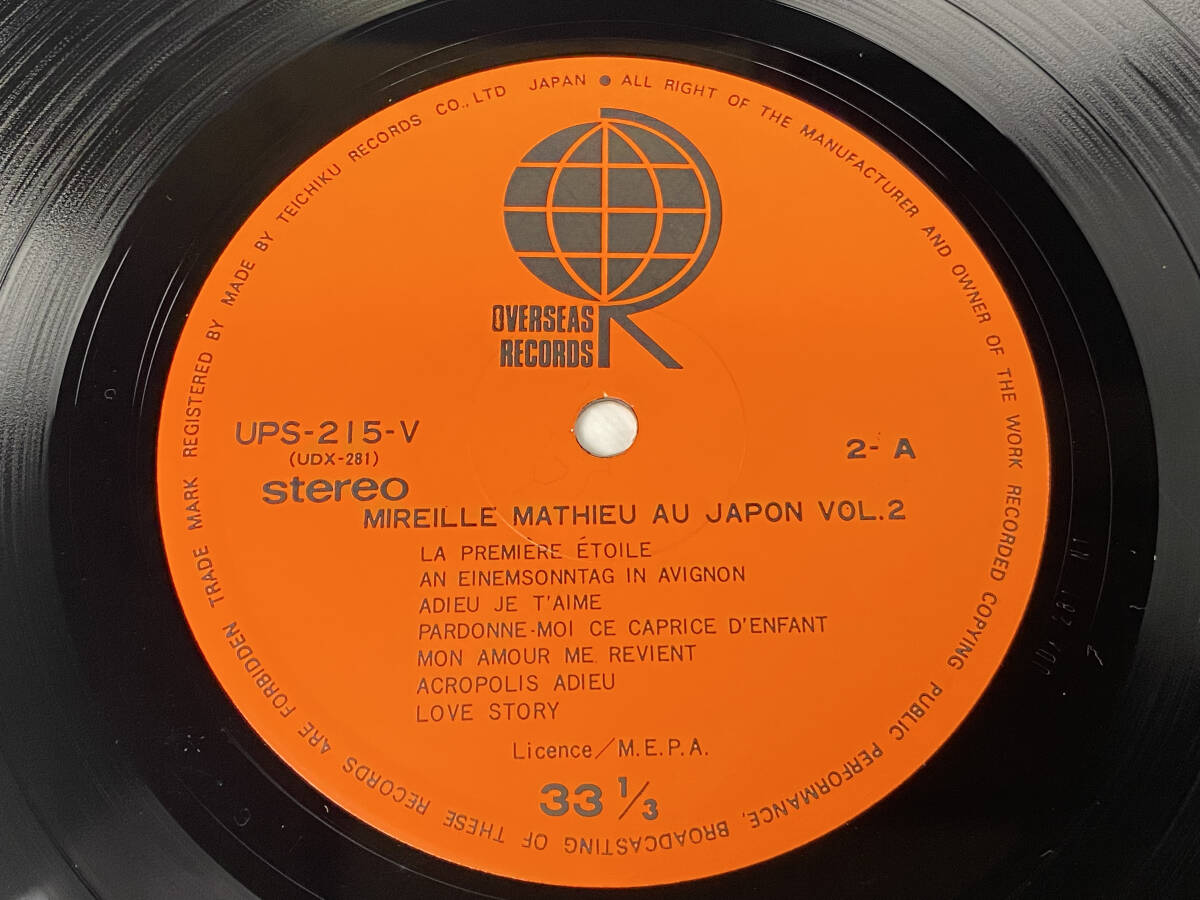 TRADE MARK REGISTERED BY MADE BY TEICHIKU RECORDS CO., LTD JAPAN • ALL RIGHT OF THE MANUFACTURER AND OWNER OF THE WORK RECORDED COPYING PUBLIC PERFORMANCE, BROADCASTING OF THESE RECORDS ARE FORBIDDEN
OVERSEAS
RECORDS
R
UPS-215-V
(UDX-281)
stereo
2-A
MIREILLE MATHIEU AU JAPON VOL.2
LA PREMIERE ÉTOILE
AN EINEMSONNTAG IN AVIGNON
ADIEU JE T'AIME
PARDONNE-MOI CE CAPRICE D'ENFANT
MON AMOUR ME REVIENT
ACROPOLIS ADIEU
LOVE STORY
Licence/M.E.P.A.
33 1/3